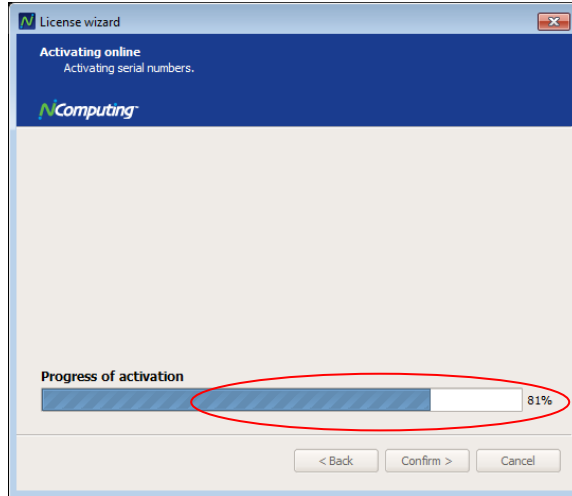 License wizard
Activating online
Activating serial numbers.
NComputing
Progress of activation
81%
< Back Confirm > Cancel